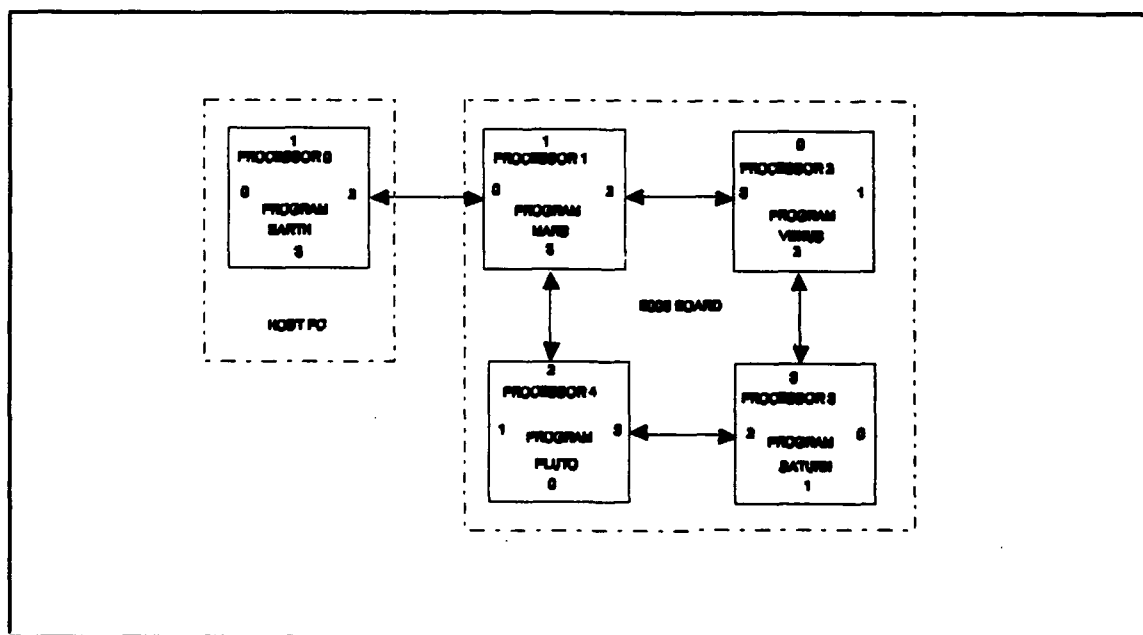 1
PROCESSOR 0
0
2
PROGRAM
EARTH
3
HOST PC
1
PROCESSOR 1
0
2
PROGRAM
MARS
3
0
PROCESSOR 2
3
1
PROGRAM
VENUS
2
BOARD
2
PROCESSOR 4
1
3
PROGRAM
PLUTO
0
3
PROCESSOR 3
2
0
PROGRAM
SATURN
1